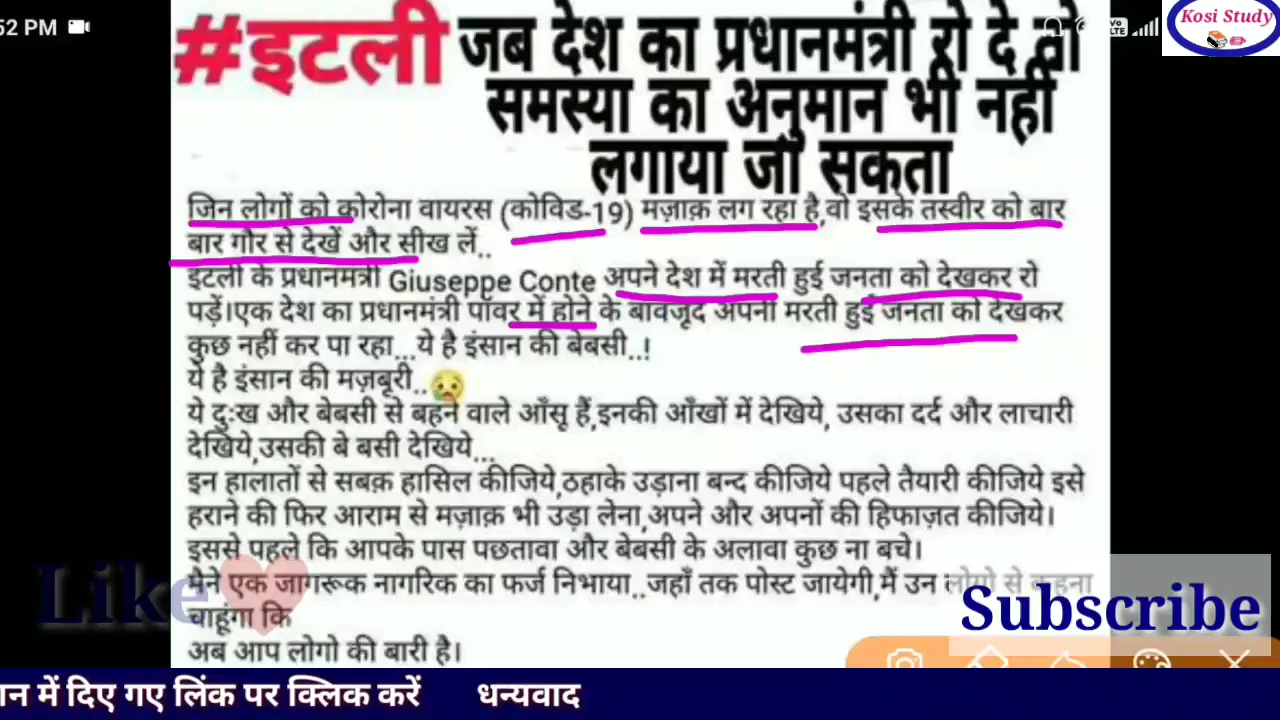 52 PM
Kosi Study
#इटली जब देश का प्रधानमंत्री रो दे तो
समस्या का अनुमान भी नहीं
लगाया जा सकता
जिन लोगों को कोरोना वायरस (कोविड-19) मज़ाक़ लग रहा है,वो इसके तस्वीर को बार
बार गौर से देखें और सीख लें..
इटली के प्रधानमंत्री Giuseppe Conte अपने देश में मरती हुई जनता को देखकर रो
पड़ें।एक देश का प्रधानमंत्री पॉवर में होने के बावजूद अपनी मरती हुई जनता को देखकर
कुछ नहीं कर पा रहा...ये है इंसान की बेबसी..!
ये है इंसान की मज़बूरी..😢
ये दुःख और बेबसी से बहने वाले आँसू हैं,इनकी आँखों में देखिये, उसका दर्द और लाचारी
देखिये,उसकी बे बसी देखिये...
इन हालातों से सबक़ हासिल कीजिये,ठहाके उड़ाना बन्द कीजिये पहले तैयारी कीजिये इसे
हराने की फिर आराम से मज़ाक़ भी उड़ा लेना,अपने और अपनों की हिफाज़त कीजिये।
इससे पहले कि आपके पास पछतावा और बेबसी के अलावा कुछ ना बचे।
मैने एक जागरूक नागरिक का फर्ज निभाया..जहाँ तक पोस्ट जायेगी,मैं उन लोगो से कहना
चाहूंगा कि
अब आप लोगो की बारी है।
Like
Subscribe
में दिए गए लिंक पर क्लिक करें धन्यवाद